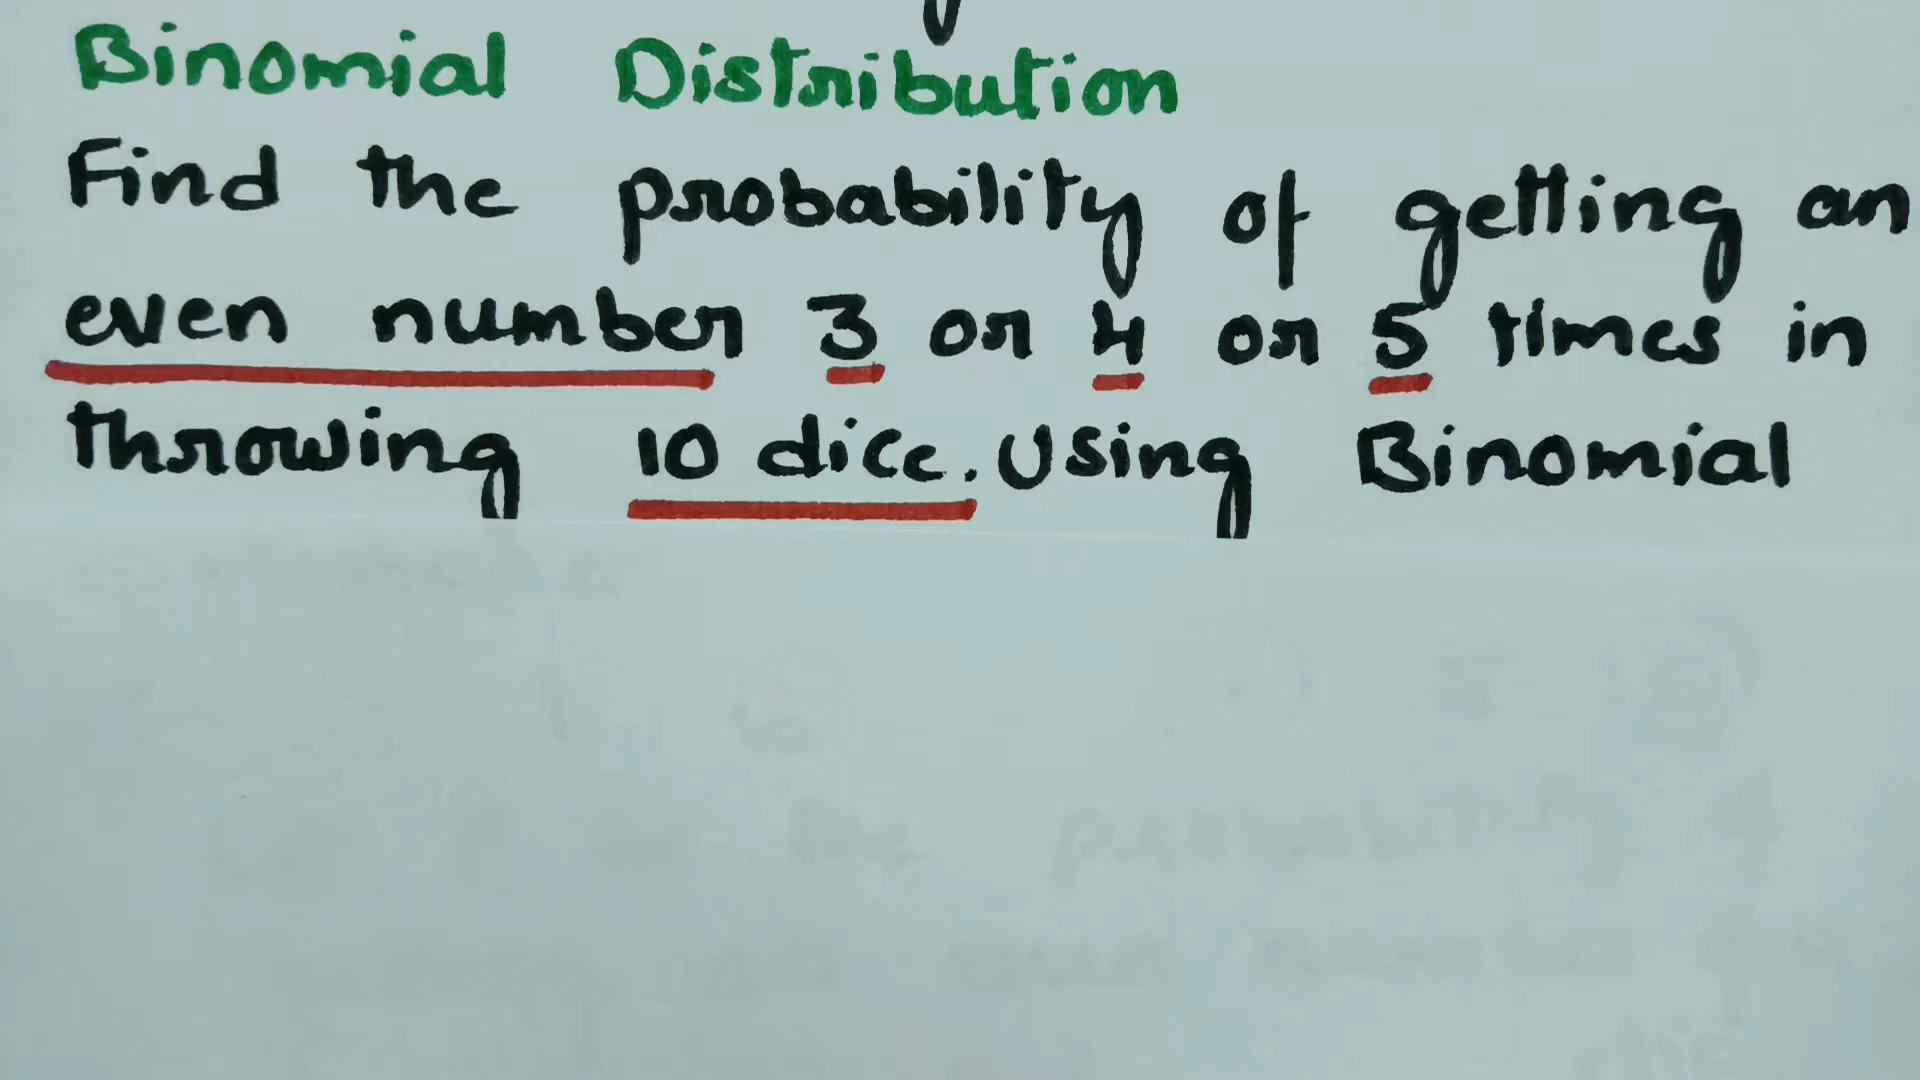 Binomial Distribution
Find the probability of getting an
even number 3 or 4 or 5 times in
throwing 10 dice. Using Binomial